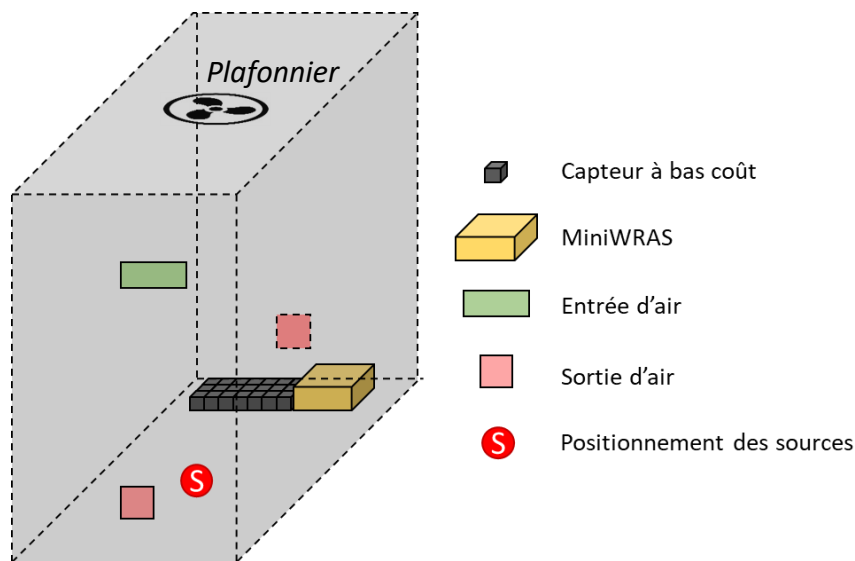 Plafonnier
Capteur à bas coût
MiniWRAS
Entrée d'air
Sortie d'air
S
Positionnement des sources
S